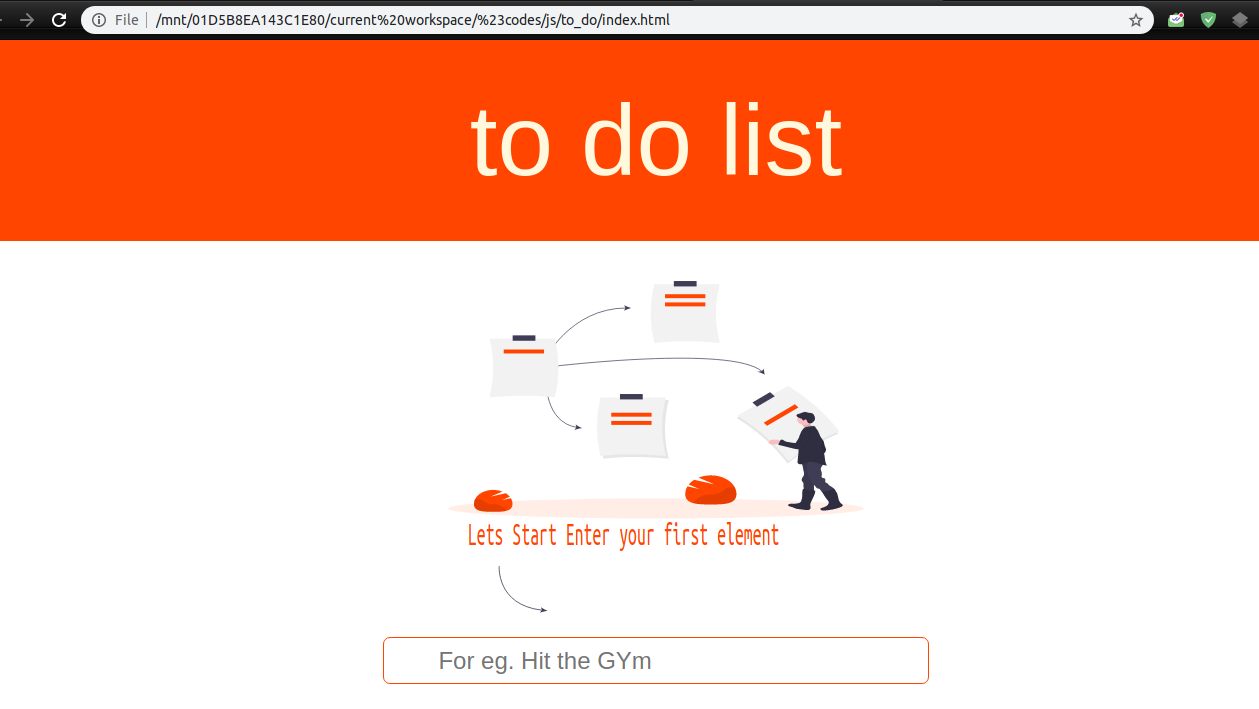 File /mnt/01D5B8EA143C1E80/current%20workspace/%23codes/js/to_do/index.html
to do list
Lets Start Enter your first element
For eg. Hit the GYm